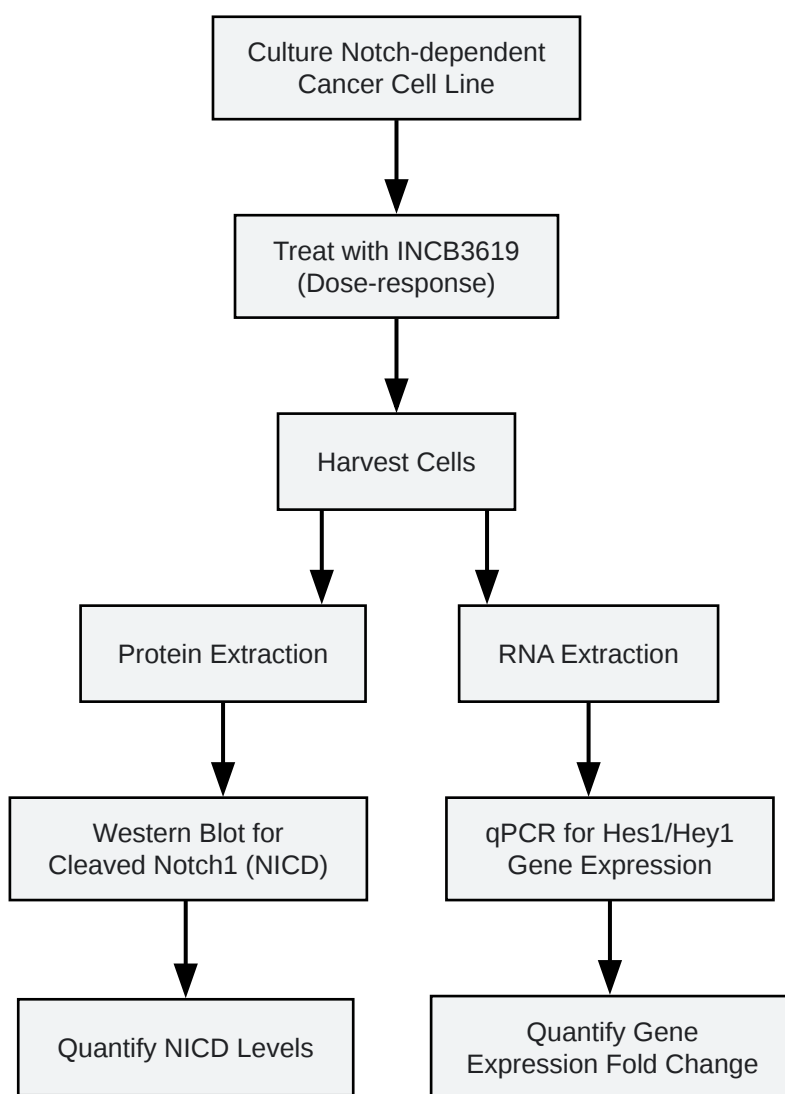 Culture Notch-dependent
Cancer Cell Line
Treat with INCB3619
(Dose-response)
Harvest Cells
Protein Extraction
RNA Extraction
Western Blot for
Cleaved Notch1 (NICD)
qPCR for Hes1/Hey1
Gene Expression
Quantify NICD Levels
Quantify Gene
Expression Fold Change